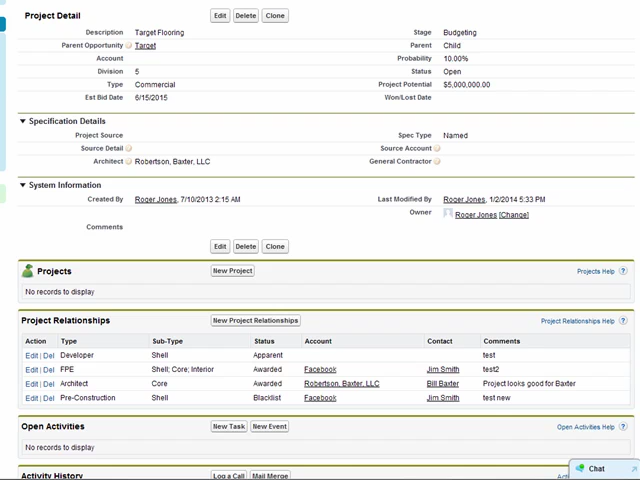 Project Detail Edit Delete Clone
Description Target Flooring Stage Budgeting
Parent Opportunity Target Parent Child
Account Probability 10.00%
Division 5 Status Open
Type Commercial Project Potential $5,000,000.00
Est Bid Date 6/15/2015 Won/Lost Date
Specification Details
Project Source Spec Type Named
Source Detail Source Account
Architect Robertson, Baxter, LLC General Contractor
System Information
Created By Roger Jones, 7/10/2013 2:15 AM Last Modified By Roger Jones, 1/2/2014 5:33 PM
Owner Roger Jones [Change]
Comments
Edit Delete Clone
Projects New Project Projects Help ?
No records to display
Project Relationships New Project Relationships Project Relationships Help ?
Action Type Sub-Type Status Account Contact Comments
Edit | Del Developer Shell Apparent test
Edit | Del FPE Shell; Core; Interior Awarded Facebook Jim Smith test2
Edit | Del Architect Core Awarded Robertson, Baxter, LLC Bill Baxter Project looks good for Baxter
Edit | Del Pre-Construction Shell Blacklist Facebook Jim Smith test new
Open Activities New Task New Event Open Activities Help ?
No records to display
Chat
Activity History Log a Call Mail Merge